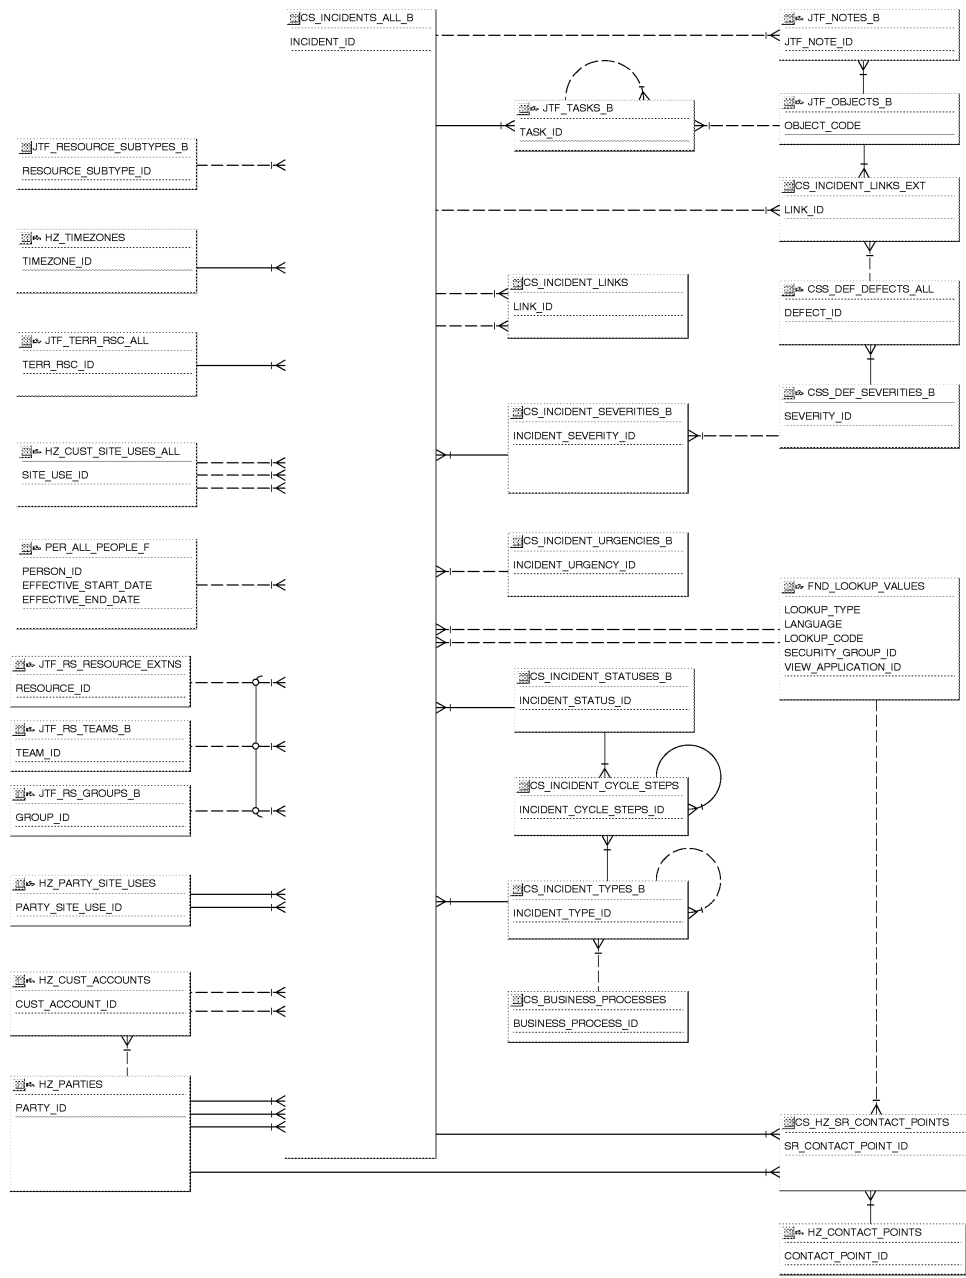 CS_INCIDENTS_ALL_B
INCIDENT_ID
JTF_NOTES_B
JTF_NOTE_ID
JTF_TASKS_B
TASK_ID
JTF_OBJECTS_B
OBJECT_CODE
JTF_RESOURCE_SUBTYPES_B
RESOURCE_SUBTYPE_ID
CS_INCIDENT_LINKS_EXT
LINK_ID
HZ_TIMEZONES
TIMEZONE_ID
CS_INCIDENT_LINKS
LINK_ID
CSS_DEF_DEFECTS_ALL
DEFECT_ID
JTF_TERR_RSC_ALL
TERR_RSC_ID
CS_INCIDENT_SEVERITIES_B
INCIDENT_SEVERITY_ID
CSS_DEF_SEVERITIES_B
SEVERITY_ID
HZ_CUST_SITE_USES_ALL
SITE_USE_ID
PER_ALL_PEOPLE_F
PERSON_ID
EFFECTIVE_START_DATE
EFFECTIVE_END_DATE
CS_INCIDENT_URGENCIES_B
INCIDENT_URGENCY_ID
FND_LOOKUP_VALUES
LOOKUP_TYPE
LANGUAGE
LOOKUP_CODE
SECURITY_GROUP_ID
VIEW_APPLICATION_ID
JTF_RS_RESOURCE_EXTNS
RESOURCE_ID
CS_INCIDENT_STATUSES_B
INCIDENT_STATUS_ID
JTF_RS_TEAMS_B
TEAM_ID
JTF_RS_GROUPS_B
GROUP_ID
CS_INCIDENT_CYCLE_STEPS
INCIDENT_CYCLE_STEPS_ID
HZ_PARTY_SITE_USES
PARTY_SITE_USE_ID
CS_INCIDENT_TYPES_B
INCIDENT_TYPE_ID
HZ_CUST_ACCOUNTS
CUST_ACCOUNT_ID
CS_BUSINESS_PROCESSES
BUSINESS_PROCESS_ID
HZ_PARTIES
PARTY_ID
CS_HZ_SR_CONTACT_POINTS
SR_CONTACT_POINT_ID
HZ_CONTACT_POINTS
CONTACT_POINT_ID